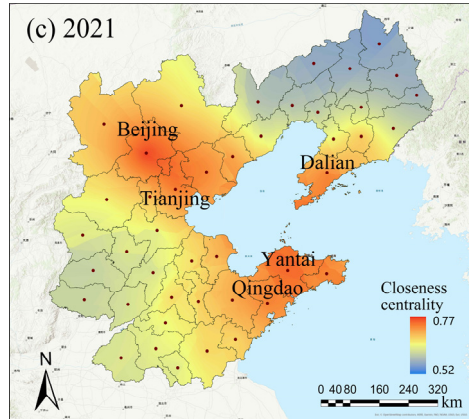 (c) 2021
Beijing
Tianjing
Dalian
Yantai
Qingdao
Closeness
centrality
0.77
0.52
N
0 40 80 160 240 320
km